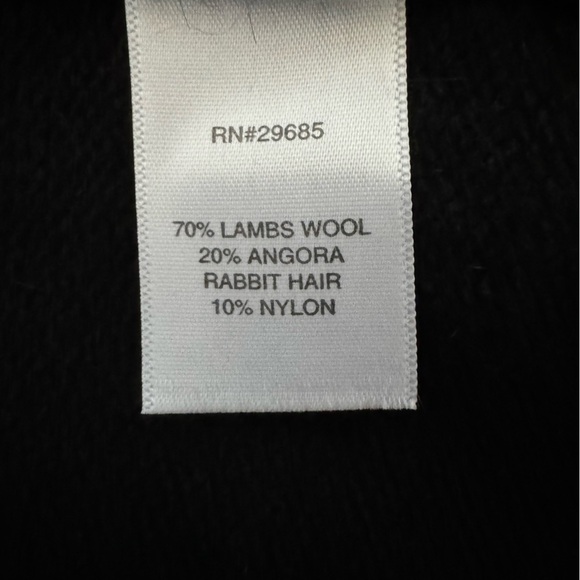 RN#29685
70% LAMBS WOOL
20% ANGORA
RABBIT HAIR
10% NYLON